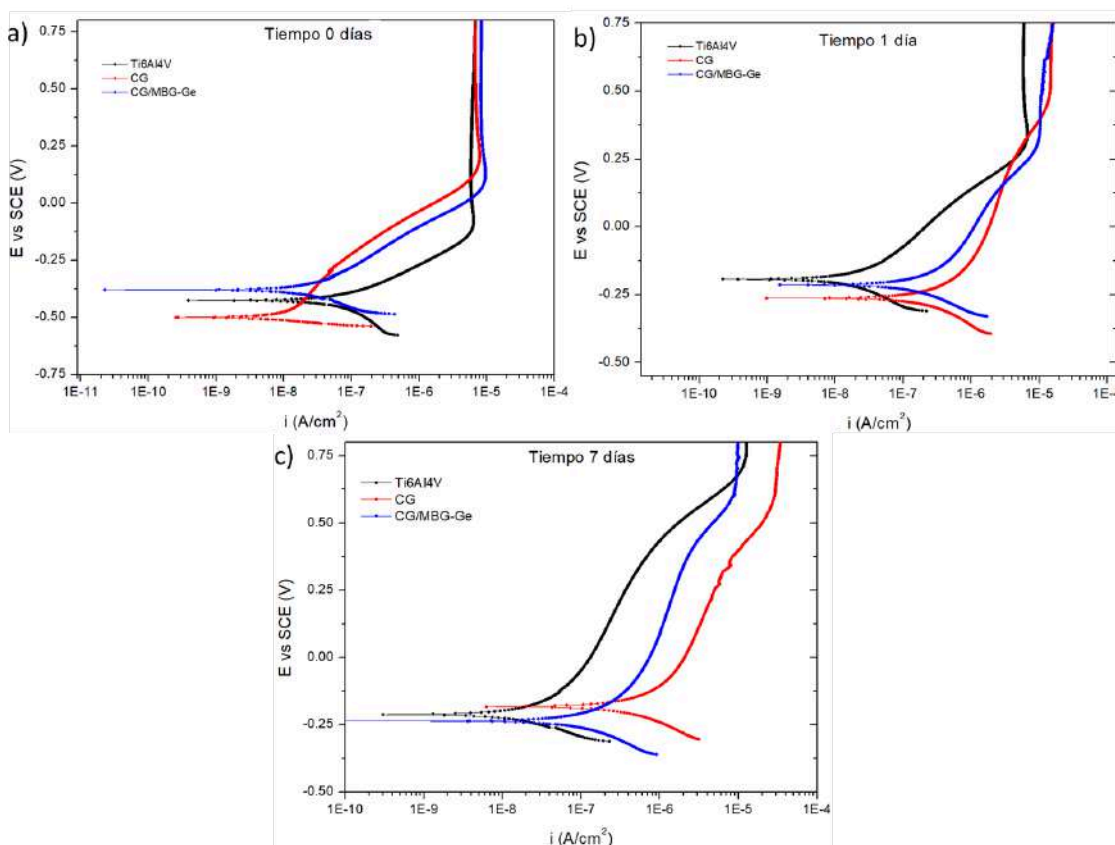 a)
Tiempo 0 días
Ti6Al4V
CG
CG/MBG-Ge
0.75
0.50
0.25
0.00
-0.25
-0.50
-0.75
E vs SCE (V)
1E-11 1E-10 1E-9 1E-8 1E-7 1E-6 1E-5 1E-4
i (A/cm²)
b)
Tiempo 1 día
Ti6Al4V
CG
CG/MBG-Ge
0.75
0.50
0.25
0.00
-0.25
-0.50
E vs SCE (V)
1E-10 1E-9 1E-8 1E-7 1E-6 1E-5 1E-4
i (A/cm²)
c)
Tiempo 7 días
Ti6Al4V
CG
CG/MBG-Ge
0.75
0.50
0.25
0.00
-0.25
-0.50
E vs SCE (V)
1E-10 1E-9 1E-8 1E-7 1E-6 1E-5 1E-4
i (A/cm²)